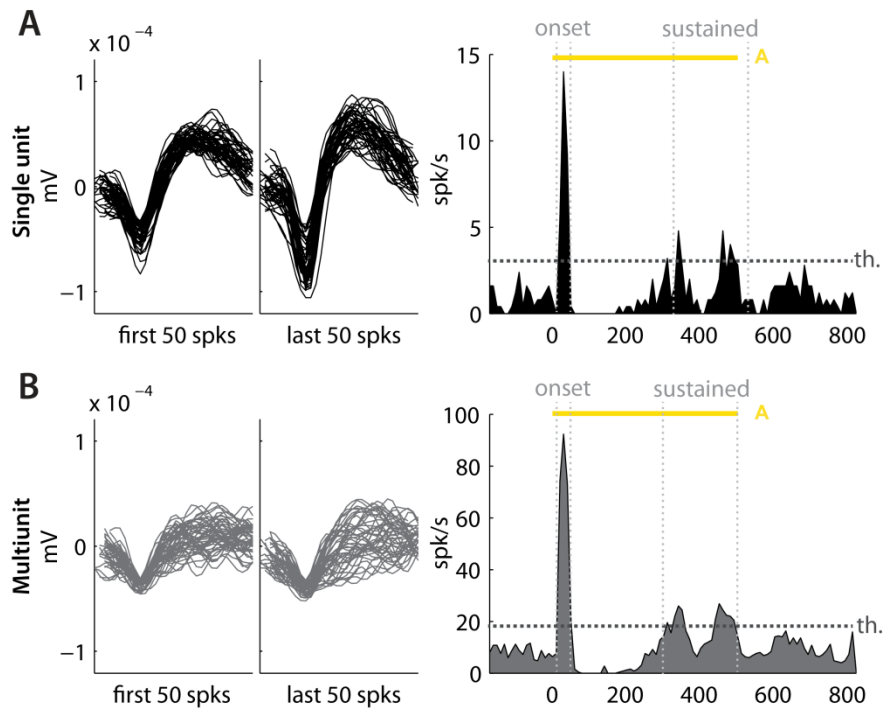 A
x 10⁻⁴
1
0
−1
Single unit
mV
first 50 spks
last 50 spks
onset
sustained
A
15
10
5
0
spk/s
th.
0
200
400
600
800
B
x 10⁻⁴
1
0
−1
Multiunit
mV
first 50 spks
last 50 spks
onset
sustained
A
100
80
60
40
20
0
spk/s
th.
0
200
400
600
800